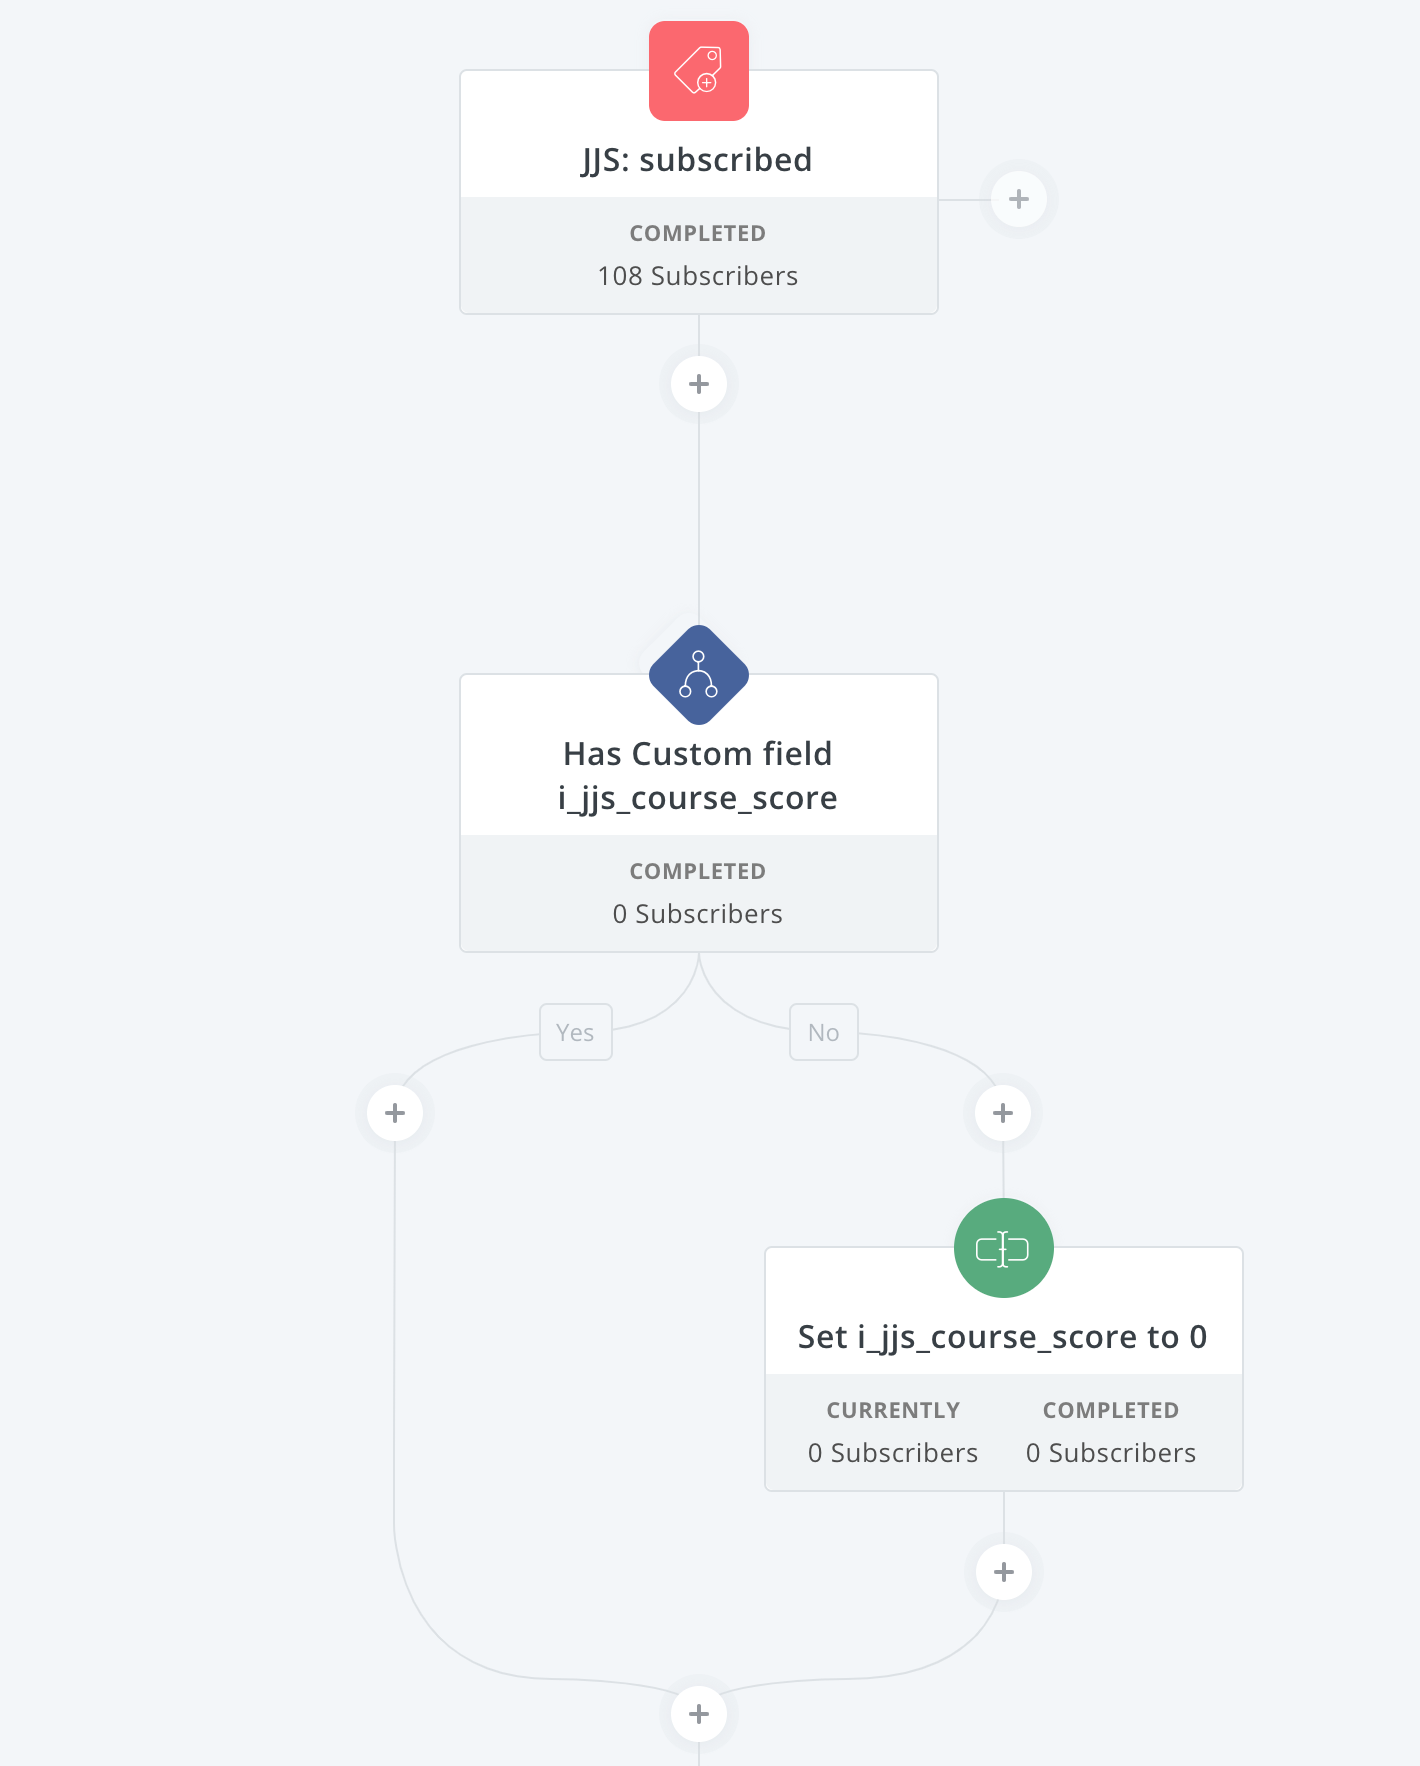 JJS: subscribed
COMPLETED
108 Subscribers
Has Custom field
i_jjs_course_score
COMPLETED
0 Subscribers
Yes
No
Set i_jjs_course_score to 0
CURRENTLY COMPLETED
0 Subscribers 0 Subscribers